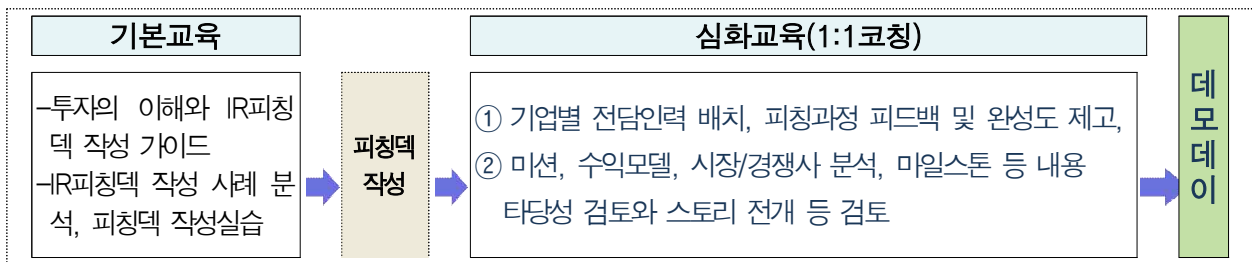 기본교육
-투자의 이해와 IR피칭
덱 작성 가이드
-IR피칭덱 작성 사례 분
석, 피칭덱 작성실습
피칭덱
작성
심화교육(1:1코칭)
① 기업별 전담인력 배치, 피칭과정 피드백 및 완성도 제고,
② 미션, 수익모델, 시장/경쟁사 분석, 마일스톤 등 내용
타당성 검토와 스토리 전개 등 검토
데
모
데
이